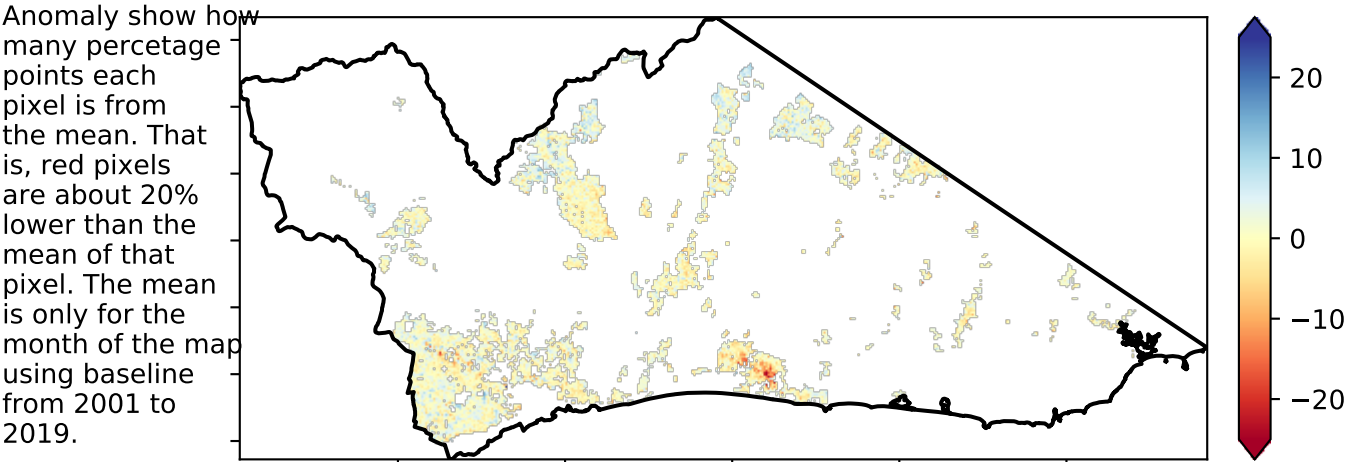 Anomaly show how
many percetage
points each
pixel is from
the mean. That
is, red pixels
are about 20%
lower than the
mean of that
pixel. The mean
is only for the
month of the map
using baseline
from 2001 to
2019.
20
10
0
−10
−20